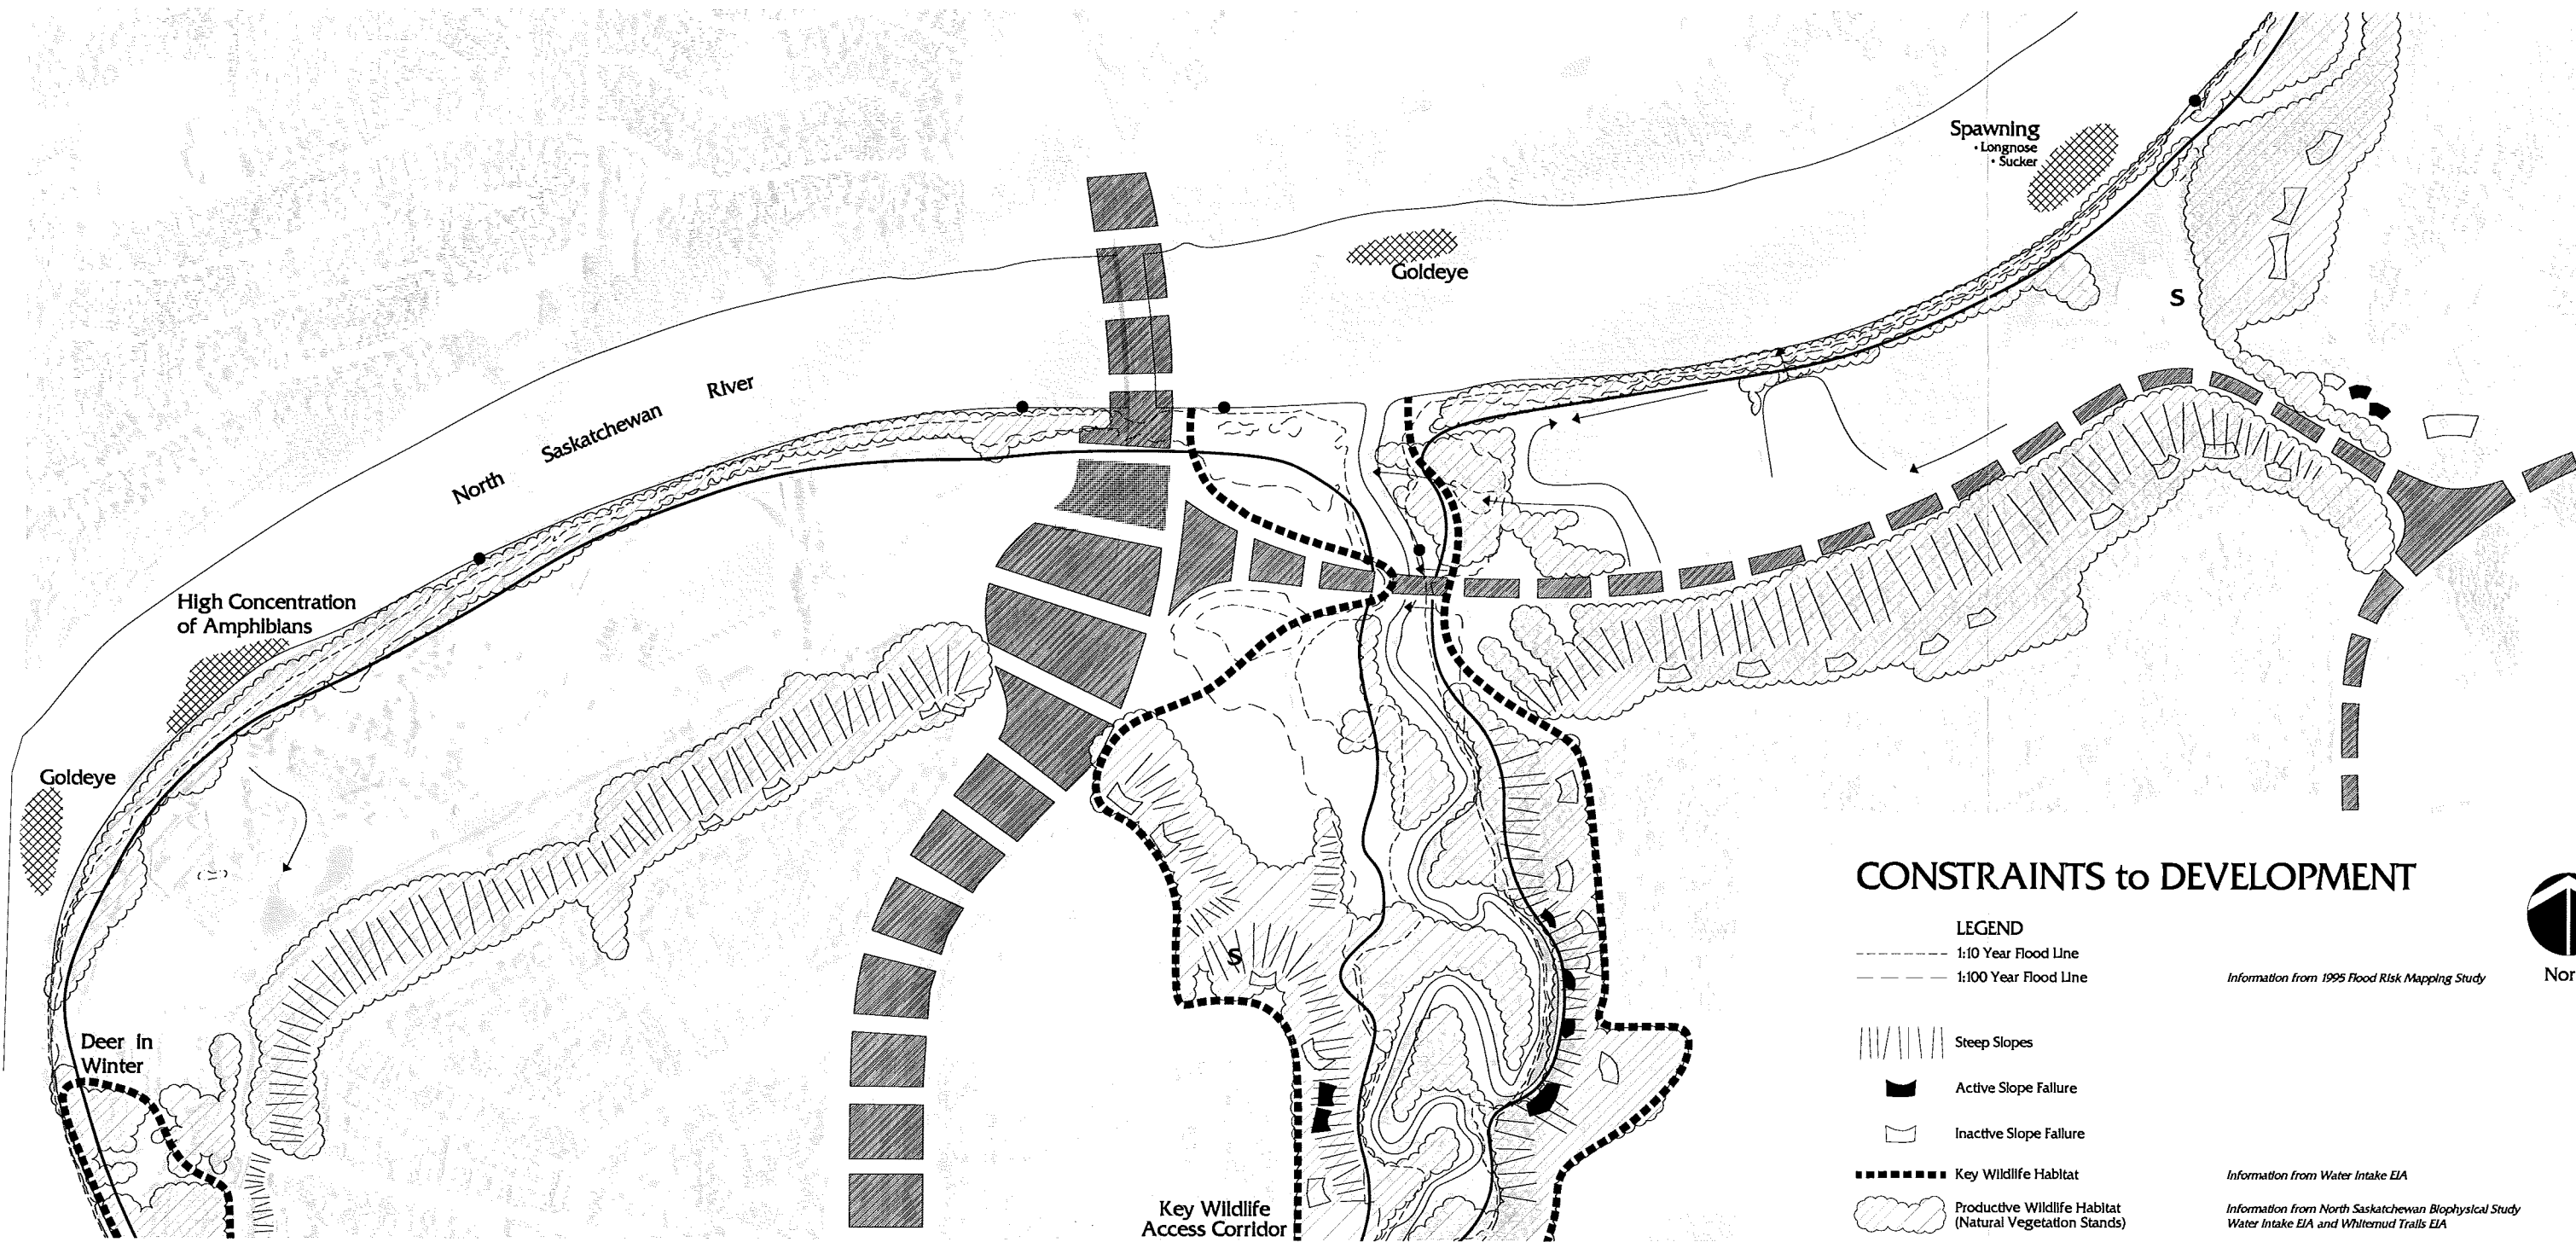 Spawning
• Longnose
• Sucker
Goldeye
S
North Saskatchewan River
High Concentration
of Amphibians
Goldeye
S
Deer in
Winter
Key Wildlife
Access Corridor
CONSTRAINTS to DEVELOPMENT
LEGEND
1:10 Year Flood Line
1:100 Year Flood Line
Information from 1995 Flood Risk Mapping Study
Nor
Steep Slopes
Active Slope Failure
Inactive Slope Failure
Key Wildlife Habitat
Information from Water Intake EIA
Productive Wildlife Habitat
(Natural Vegetation Stands)
Information from North Saskatchewan Biophysical Study
Water Intake EIA and Whitemud Trails EIA